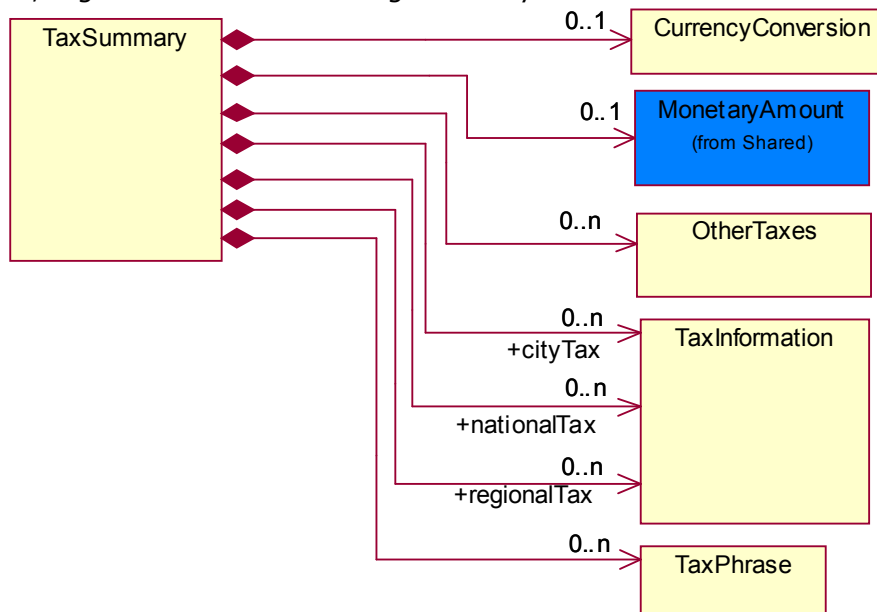 TaxSummary
0..1
CurrencyConversion
0..1
MonetaryAmount
(from Shared)
0..n
OtherTaxes
0..n
+cityTax
TaxInformation
0..n
+nationalTax
0..n
+regionalTax
0..n
TaxPhrase